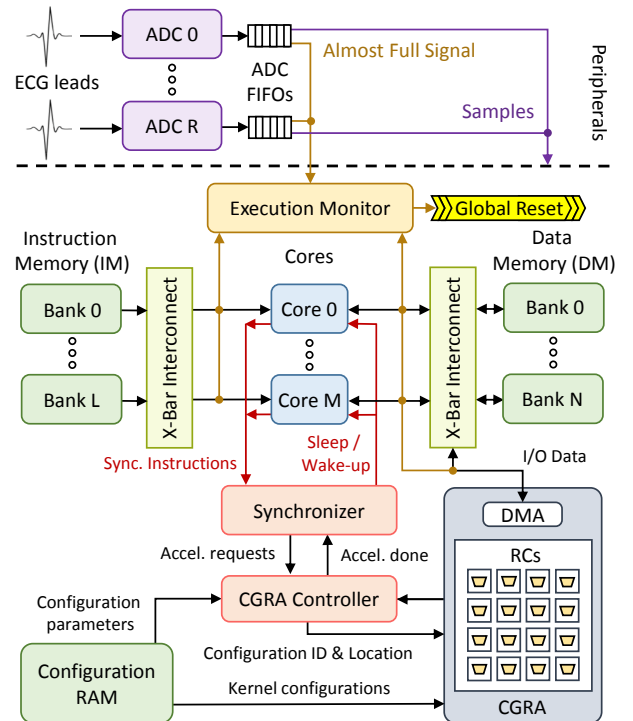 ADC 0
Almost Full Signal
ECG leads
ADC
FIFOs
Peripherals
ADC R
Samples
Execution Monitor
Global Reset
Instruction
Memory (IM)
Cores
Data
Memory (DM)
Bank 0
X-Bar Interconnect
Core 0
X-Bar Interconnect
Bank 0
Bank L
Core M
Bank N
Sync. Instructions
Sleep /
Wake-up
I/O Data
Synchronizer
DMA
Accel. requests
Accel. done
RCs
Configuration
parameters
CGRA Controller
Configuration ID & Location
Configuration
RAM
Kernel configurations
CGRA